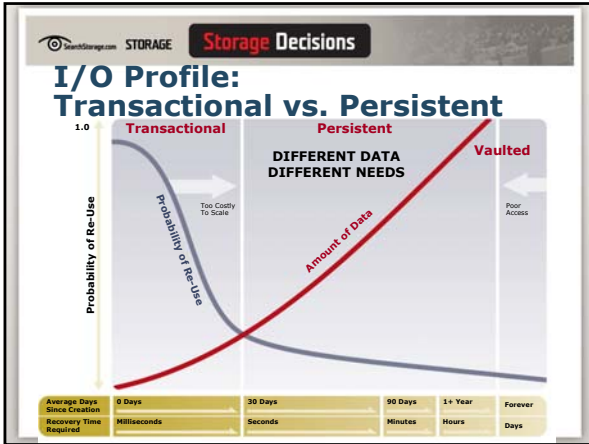 SearchStorage.com STORAGE Storage Decisions
I/O Profile:
Transactional vs. Persistent
1.0
Transactional
Persistent
Vaulted
DIFFERENT DATA
DIFFERENT NEEDS
Too Costly
To Scale
Poor
Access
Probability of Re-Use
Probability of Re-Use
Amount of Data
Average Days
Since Creation
0 Days
30 Days
90 Days
1+ Year
Forever
Recovery Time
Required
Milliseconds
Seconds
Minutes
Hours
Days